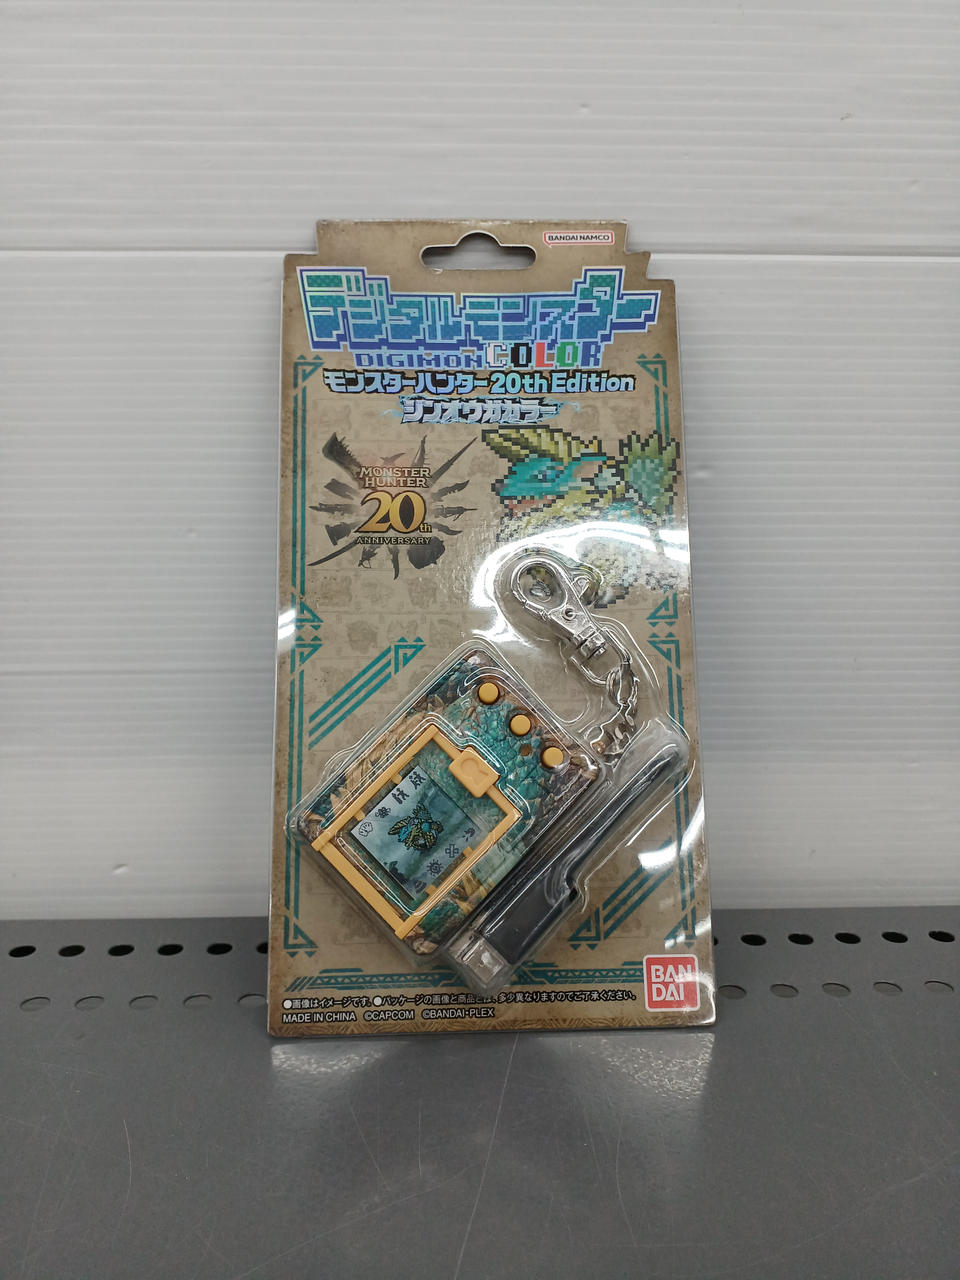 BANDAI NAMCO
デジタルモンスター
DIGIMON COLOR
モンスターハンター20th Edition
ジンオウガカラー
MONSTER
HUNTER
20th
ANNIVERSARY
BAN
DAI
●画像はイメージです。●パッケージの画像と商品とは、多少異なりますのでご了承ください。
MADE IN CHINA ©CAPCOM ©BANDAI・PLEX